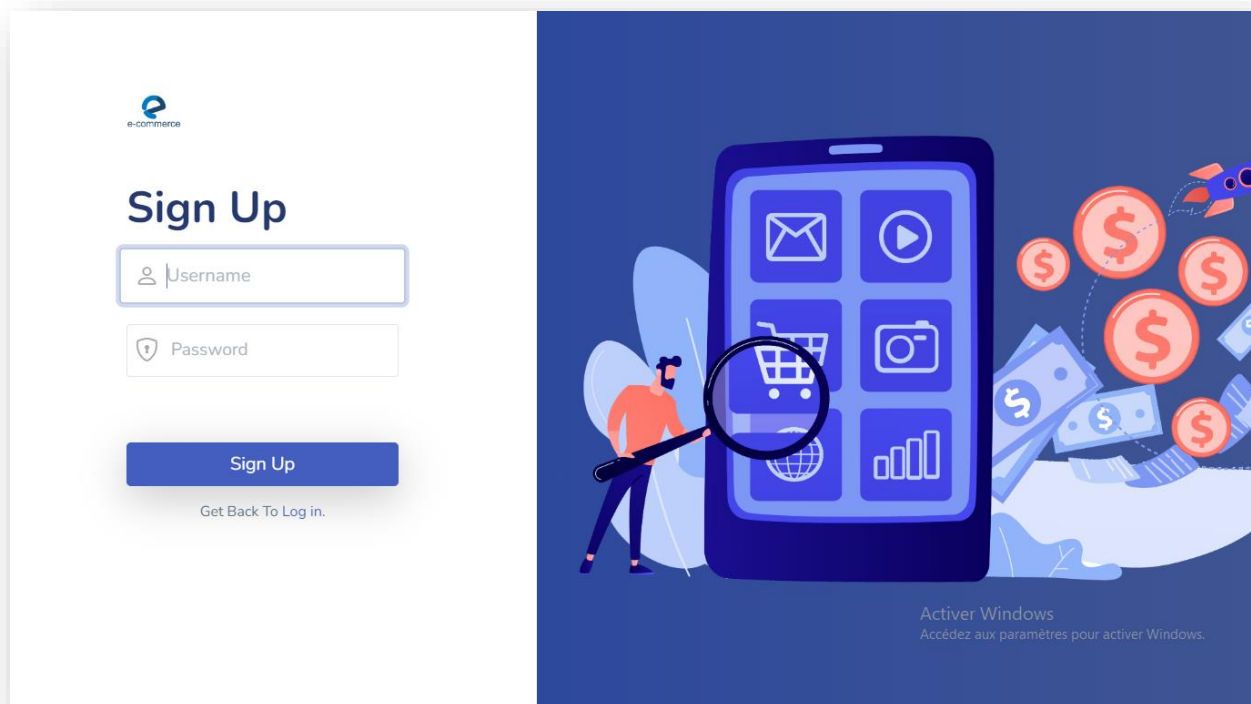 e-commerce
Sign Up
Username
Password
Sign Up
Get Back To Log in.
Activer Windows
Accédez aux paramètres pour activer Windows.